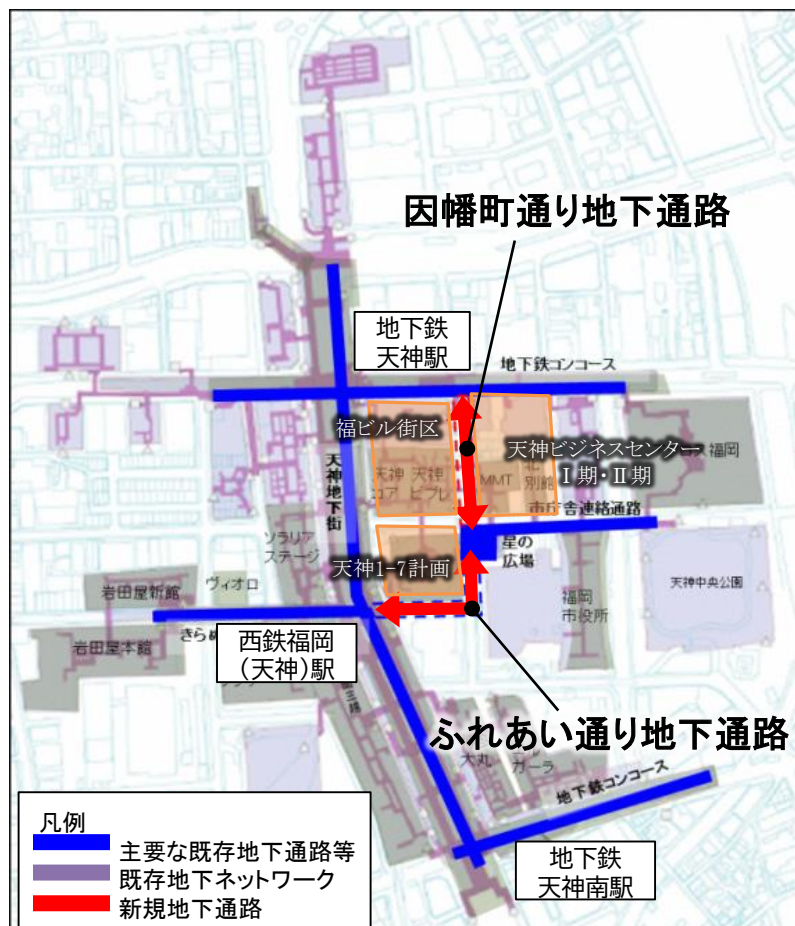 因幡町通り地下通路
地下鉄
天神駅
地下鉄コンコース
福ビル街区
天神ビジネスセンター
Ⅰ期・Ⅱ期
福岡
天神地下街
天神
コア
天神
ビブレ
MMT
北
別館
市庁舎連絡通路
ソラリア
ステージ
星の
広場
天神1-7計画
岩田屋新館
ヴィオロ
福岡
市役所
天神中央公園
きらめ
岩田屋本館
西鉄福岡
(天神)駅
ふれあい通り地下通路
大丸
ガーラ
地下鉄コンコース
地下鉄
天神南駅
凡例
主要な既存地下通路等
既存地下ネットワーク
新規地下通路